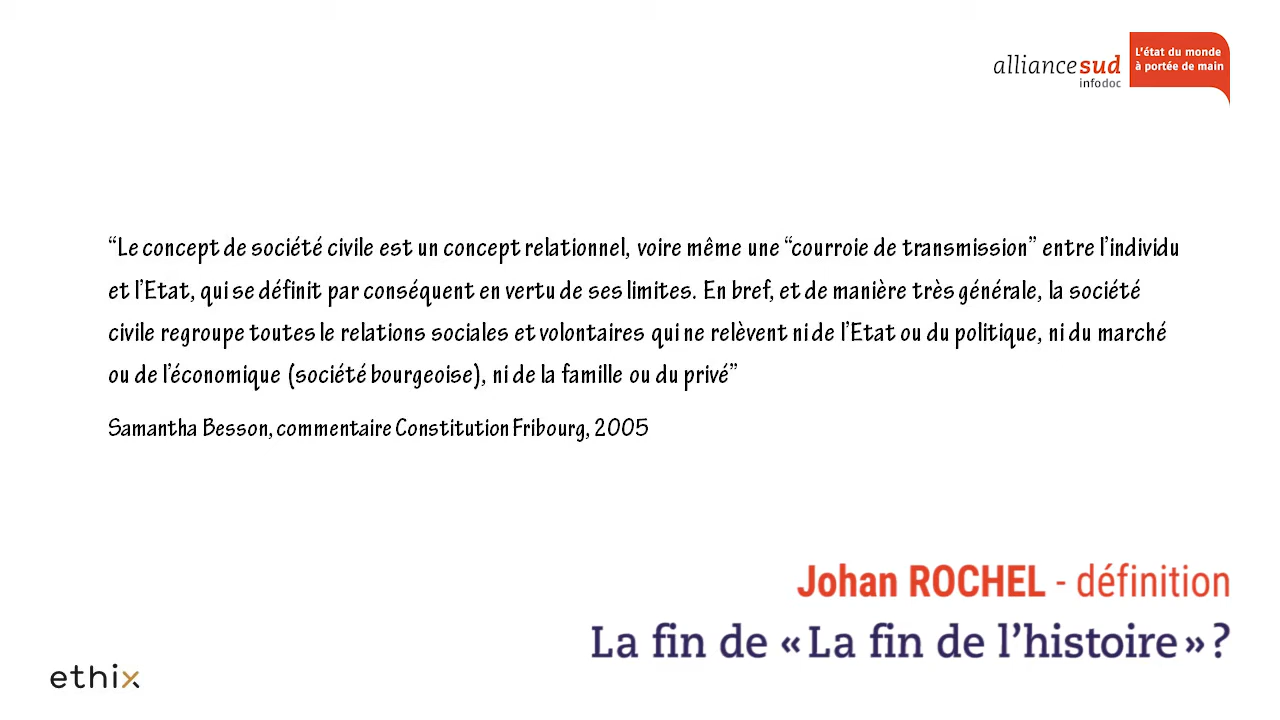 alliancesud
infodoc
L'état du monde
à portée de main
“Le concept de société civile est un concept relationnel, voire même une “courroie de transmission” entre l'individu
et l'Etat, qui se définit par conséquent en vertu de ses limites. En bref, et de manière très générale, la société
civile regroupe toutes le relations sociales et volontaires qui ne relèvent ni de l'Etat ou du politique, ni du marché
ou de l'économique (société bourgeoise), ni de la famille ou du privé”
Samantha Besson, commentaire Constitution Fribourg, 2005
Johan ROCHEL - définition
La fin de « La fin de l'histoire » ?
ethix